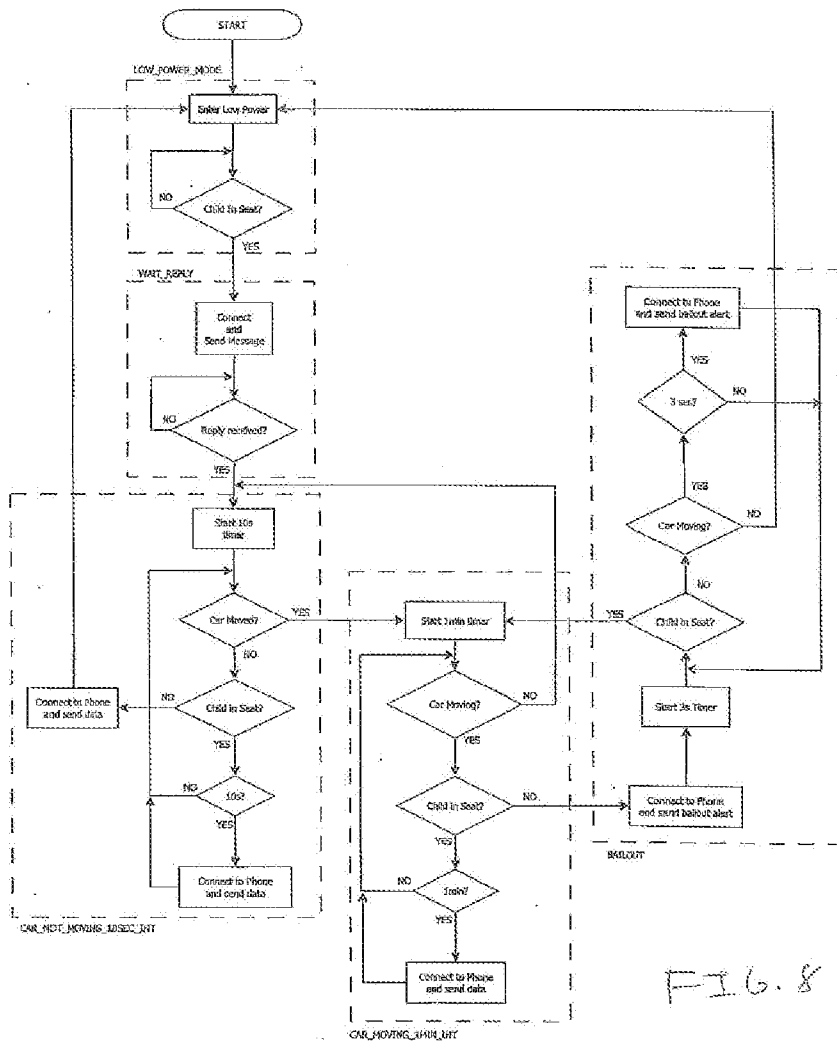 START
LOW_POWER_MODE
Enter Low Power
NO
Child In Seat?
YES
WAIT_REPLY
Connect
and
Send Message
NO
Reply received?
YES
Start 10s
timer
Car Moved?
YES
NO
Connect to Phone
and send data
NO
Child in Seat?
YES
NO
10s?
YES
Connect to Phone
and send data
CAR_NOT_MOVING_10SEC_INT
Start 1min timer
Car Moving?
NO
YES
Child in Seat?
NO
YES
NO
1min?
YES
Connect to Phone
and send data
CAR_MOVING_1MIN_INT
Connect to Phone
and send bailout alert
YES
3 sec?
NO
YES
Car Moving?
NO
NO
YES
Child in Seat?
Start 3s Timer
Connect to Phone
and send bailout alert
BAILOUT
FIG. 8